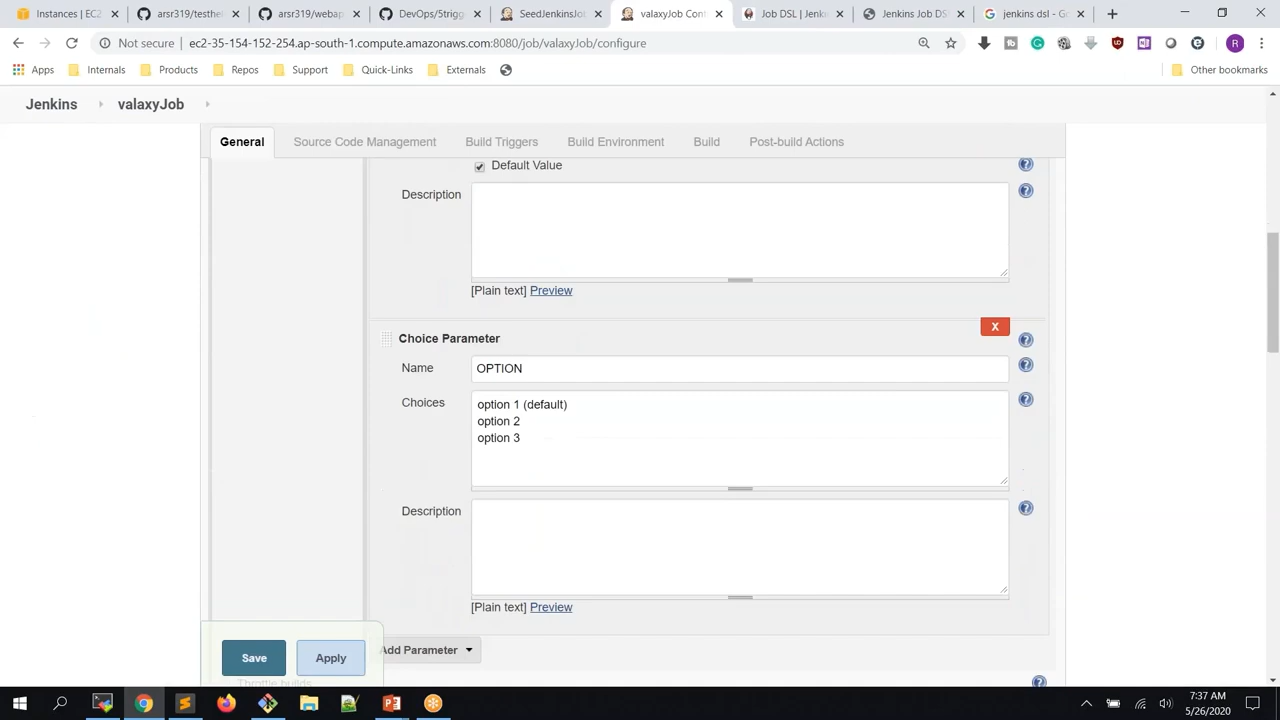 Instances | EC2
arsr319/testhe
arsr319/webap
DevOps/5trigg
SeedJenkinsJo
valaxyJob Con
Job DSL | Jenk
Jenkins Job DS
jenkins dsl - Go
Not secure
ec2-35-154-152-254.ap-south-1.compute.amazonaws.com:8080/job/valaxyJob/configure
R
Apps
Internals
Products
Repos
Support
Quick-Links
Externals
Other bookmarks
Jenkins
valaxyJob
General
Source Code Management
Build Triggers
Build Environment
Build
Post-build Actions
Default Value
Description
[Plain text] Preview
X
Choice Parameter
Name
OPTION
Choices
option 1 (default)
option 2
option 3
Description
[Plain text] Preview
Save
Apply
Add Parameter
Throttle builds
7:37 AM
5/26/2020